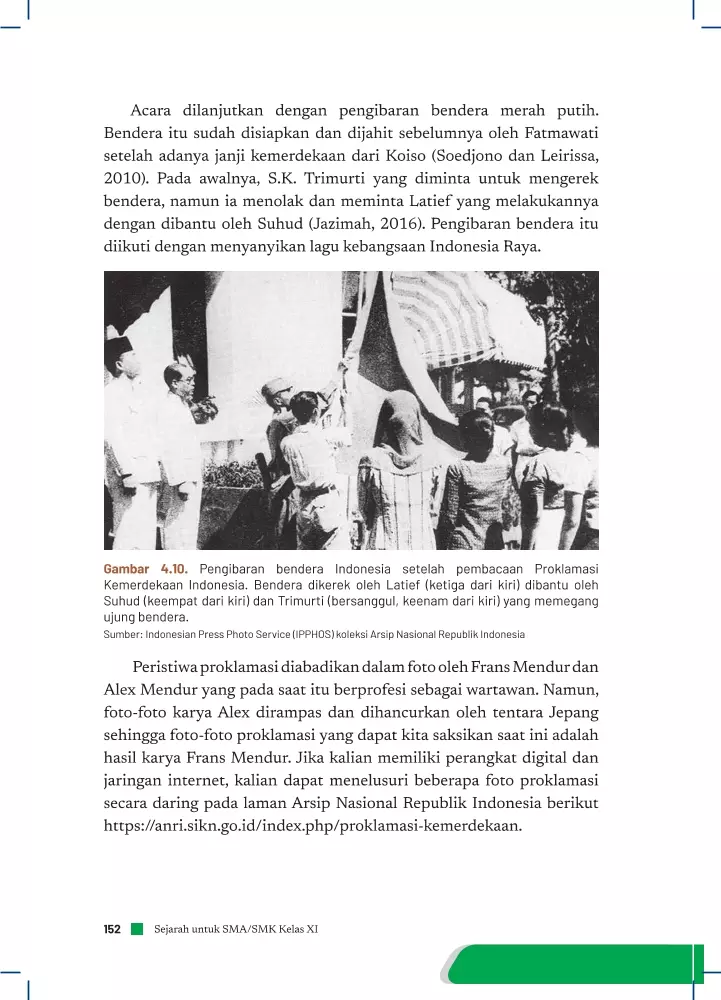 Acara dilanjutkan dengan pengibaran bendera merah putih.
Bendera itu sudah disiapkan dan dijahit sebelumnya oleh Fatmawati
setelah adanya janji kemerdekaan dari Koiso (Soedjono dan Leirissa,
2010). Pada awalnya, S.K. Trimurti yang diminta untuk mengerek
bendera, namun ia menolak dan meminta Latief yang melakukannya
dengan dibantu oleh Suhud (Jazimah, 2016). Pengibaran bendera itu
diikuti dengan menyanyikan lagu kebangsaan Indonesia Raya.
Gambar 4.10. Pengibaran bendera Indonesia setelah pembacaan Proklamasi
Kemerdekaan Indonesia. Bendera dikerek oleh Latief (ketiga dari kiri) dibantu oleh
Suhud (keempat dari kiri) dan Trimurti (bersanggul, keenam dari kiri) yang memegang
ujung bendera.
Sumber: Indonesian Press Photo Service (IPPHOS) koleksi Arsip Nasional Republik Indonesia
Peristiwa proklamasi diabadikan dalam foto oleh Frans Mendur dan
Alex Mendur yang pada saat itu berprofesi sebagai wartawan. Namun,
foto-foto karya Alex dirampas dan dihancurkan oleh tentara Jepang
sehingga foto-foto proklamasi yang dapat kita saksikan saat ini adalah
hasil karya Frans Mendur. Jika kalian memiliki perangkat digital dan
jaringan internet, kalian dapat menelusuri beberapa foto proklamasi
secara daring pada laman Arsip Nasional Republik Indonesia berikut
https://anri.sikn.go.id/index.php/proklamasi-kemerdekaan.
152 Sejarah untuk SMA/SMK Kelas XI